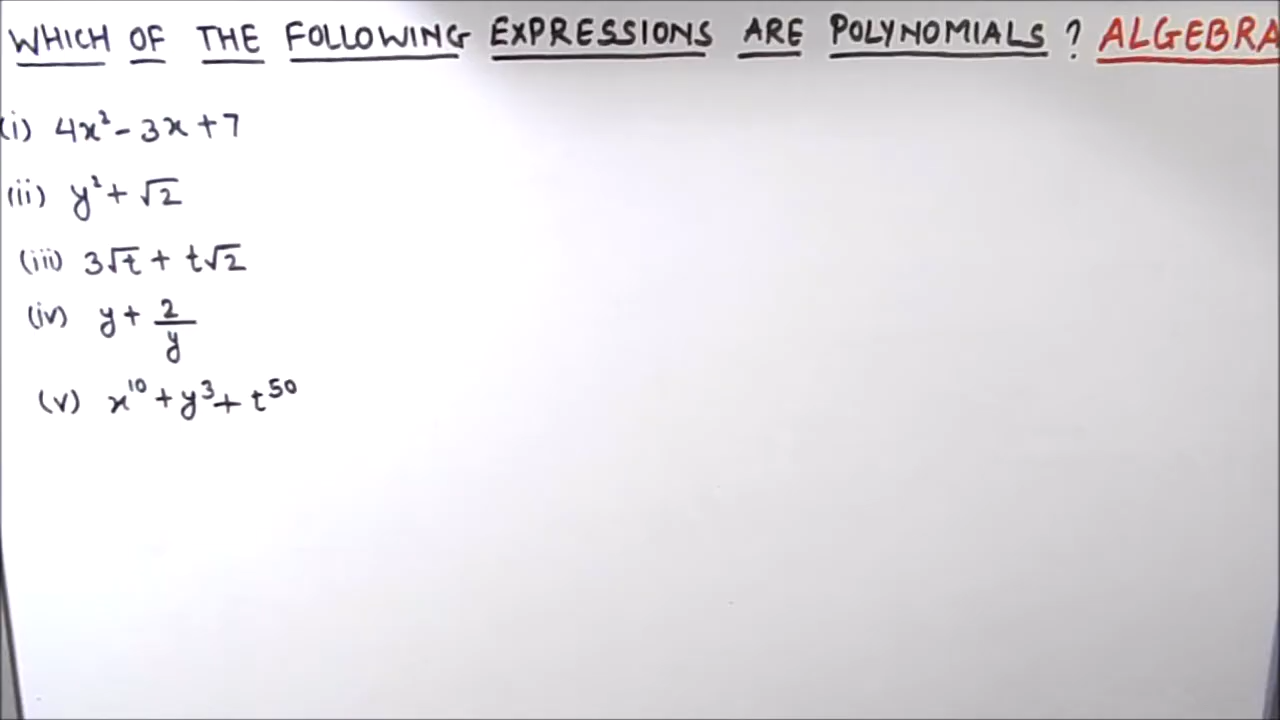 WHICH OF THE FOLLOWING EXPRESSIONS ARE POLYNOMIALS ? ALGEBRA
(i) 4x² - 3x + 7
(ii) y² + √2
(iii) 3√t + t√2
(iv) y + 2/y
(v) x¹⁰ + y³ + t⁵⁰